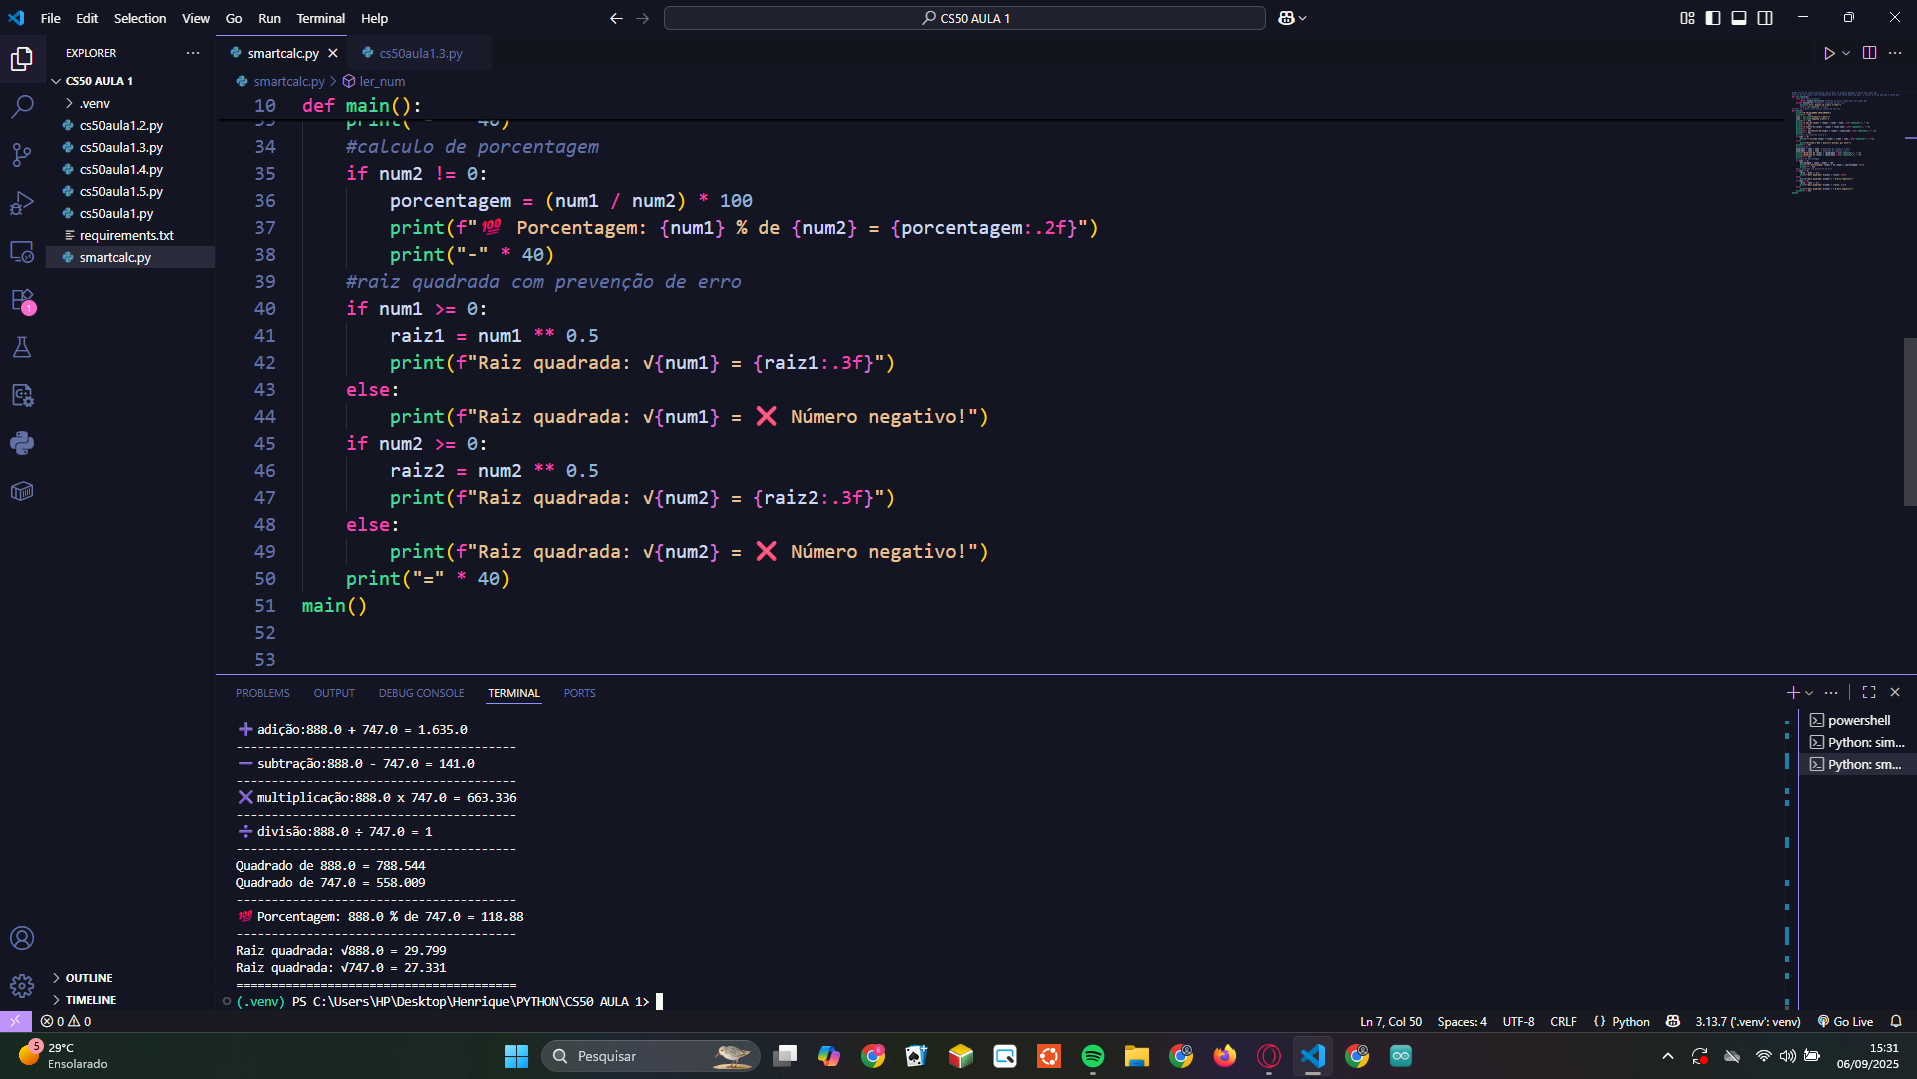 File Edit Selection View Go Run Terminal Help
CS50 AULA 1
EXPLORER
CS50 AULA 1
.venv
cs50aula1.2.py
cs50aula1.3.py
cs50aula1.4.py
cs50aula1.5.py
cs50aula1.py
requirements.txt
smartcalc.py
OUTLINE
TIMELINE
1
smartcalc.py cs50aula1.3.py
smartcalc.py > ler_num
10 def main():
34 #calculo de porcentagem
35 if num2 != 0:
36 porcentagem = (num1 / num2) * 100
37 print(f"💯 Porcentagem: {num1} % de {num2} = {porcentagem:.2f}")
38 print("-" * 40)
39 #raiz quadrada com prevenção de erro
40 if num1 >= 0:
41 raiz1 = num1 ** 0.5
42 print(f"Raiz quadrada: √{num1} = {raiz1:.3f}")
43 else:
44 print(f"Raiz quadrada: √{num1} = ❌ Número negativo!")
45 if num2 >= 0:
46 raiz2 = num2 ** 0.5
47 print(f"Raiz quadrada: √{num2} = {raiz2:.3f}")
48 else:
49 print(f"Raiz quadrada: √{num2} = ❌ Número negativo!")
50 print("=" * 40)
51 main()
52
53
PROBLEMS OUTPUT DEBUG CONSOLE TERMINAL PORTS
➕ adição:888.0 + 747.0 = 1.635.0
----------------------------------------
➖ subtração:888.0 - 747.0 = 141.0
----------------------------------------
✖ multiplicação:888.0 x 747.0 = 663.336
----------------------------------------
➗ divisão:888.0 ÷ 747.0 = 1
----------------------------------------
Quadrado de 888.0 = 788.544
Quadrado de 747.0 = 558.009
----------------------------------------
💯 Porcentagem: 888.0 % de 747.0 = 118.88
----------------------------------------
Raiz quadrada: √888.0 = 29.799
Raiz quadrada: √747.0 = 27.331
========================================
(.venv) PS C:\Users\HP\Desktop\Henrique\PYTHON\CS50 AULA 1>
powershell
Python: sim...
Python: sm...
0 0
Ln 7, Col 50 Spaces: 4 UTF-8 CRLF {} Python 3.13.7 ('.venv': venv) Go Live
5
29°C
Ensolarado
Pesquisar
15:31
06/09/2025